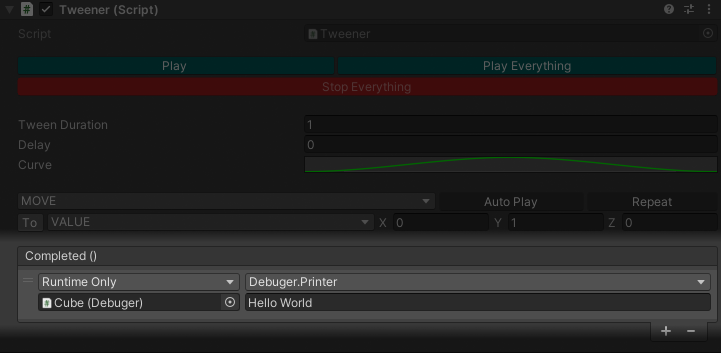 Tweener (Script)
Script Tweener
Play Play Everything
Stop Everything
Tween Duration 1
Delay 0
Curve
MOVE Auto Play Repeat
To VALUE X 0 Y 1 Z 0
Completed ()
Runtime Only Debuger.Printer
Cube (Debuger) Hello World